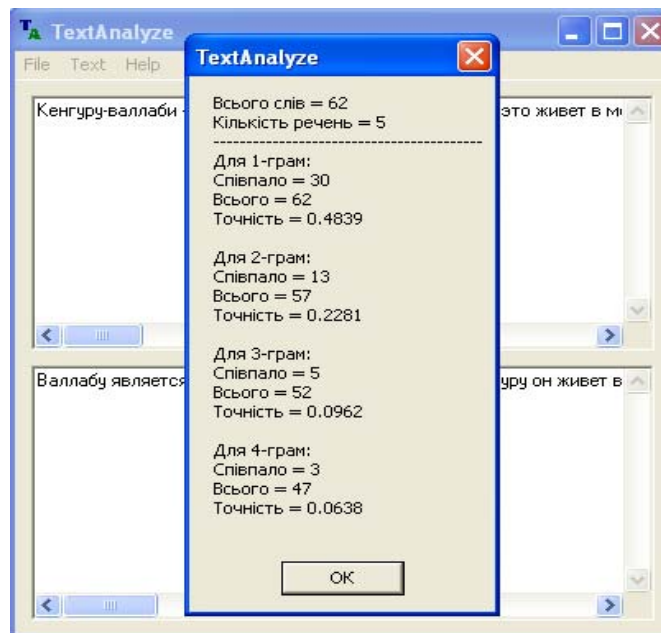 TA TextAnalyze
File Text Help
TextAnalyze
Кенгуру-валлаби -
это живет в
Всього слів = 62
Кількість речень = 5
----------------------------------------
Для 1-грам:
Співпало = 30
Всього = 62
Точність = 0.4839
Для 2-грам:
Співпало = 13
Всього = 57
Точність = 0.2281
Для 3-грам:
Співпало = 5
Всього = 52
Точність = 0.0962
Для 4-грам:
Співпало = 3
Всього = 47
Точність = 0.0638
OK
Валлабу является
уру он живет в